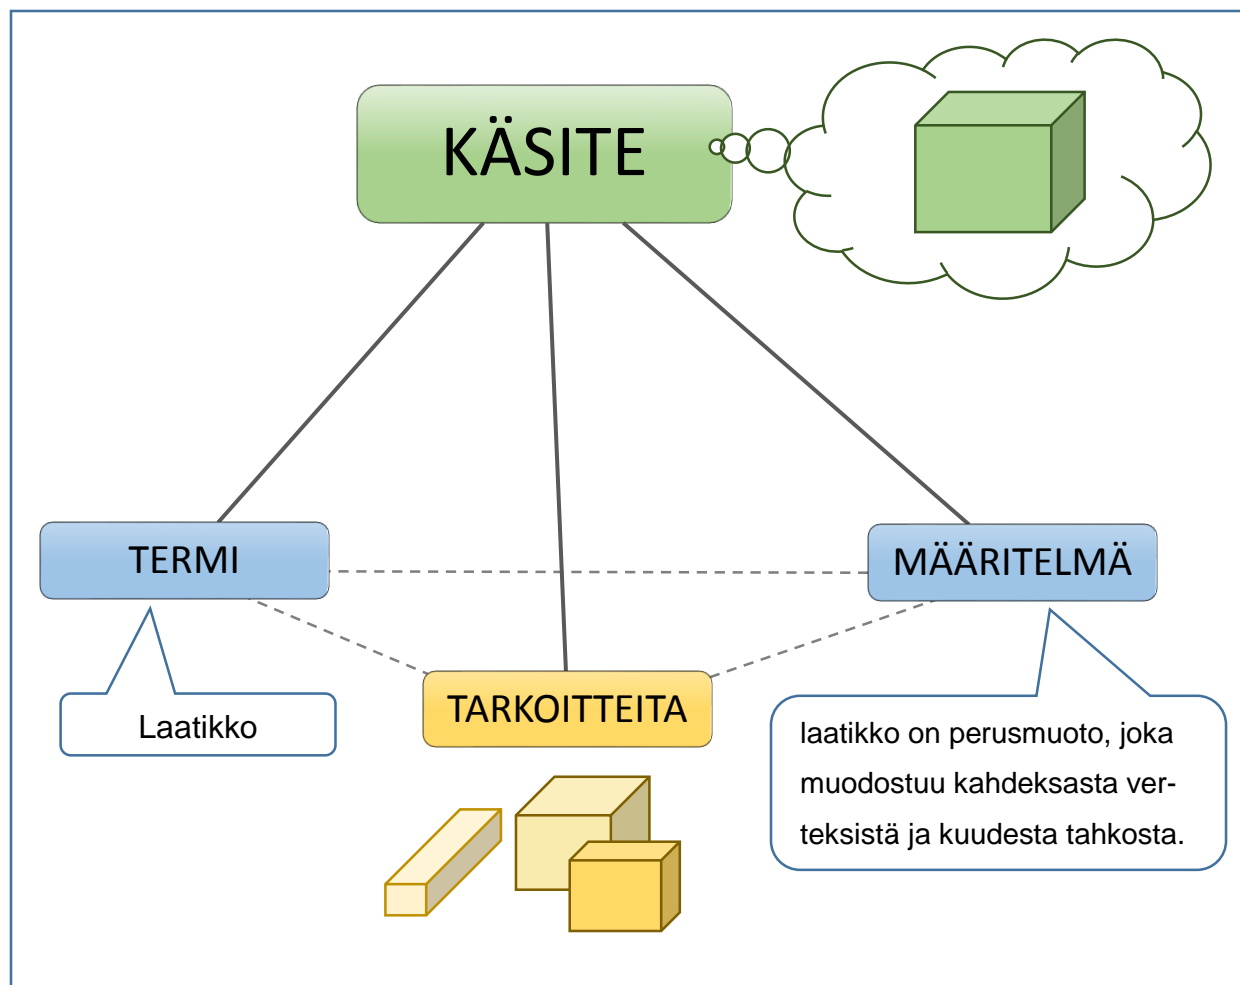 KÄSITE
TERMI
MÄÄRITELMÄ
TARKOITTEITA
Laatikko
laatikko on perusmuoto, joka
muodostuu kahdeksasta ver-
teksistä ja kuudesta tahkosta.